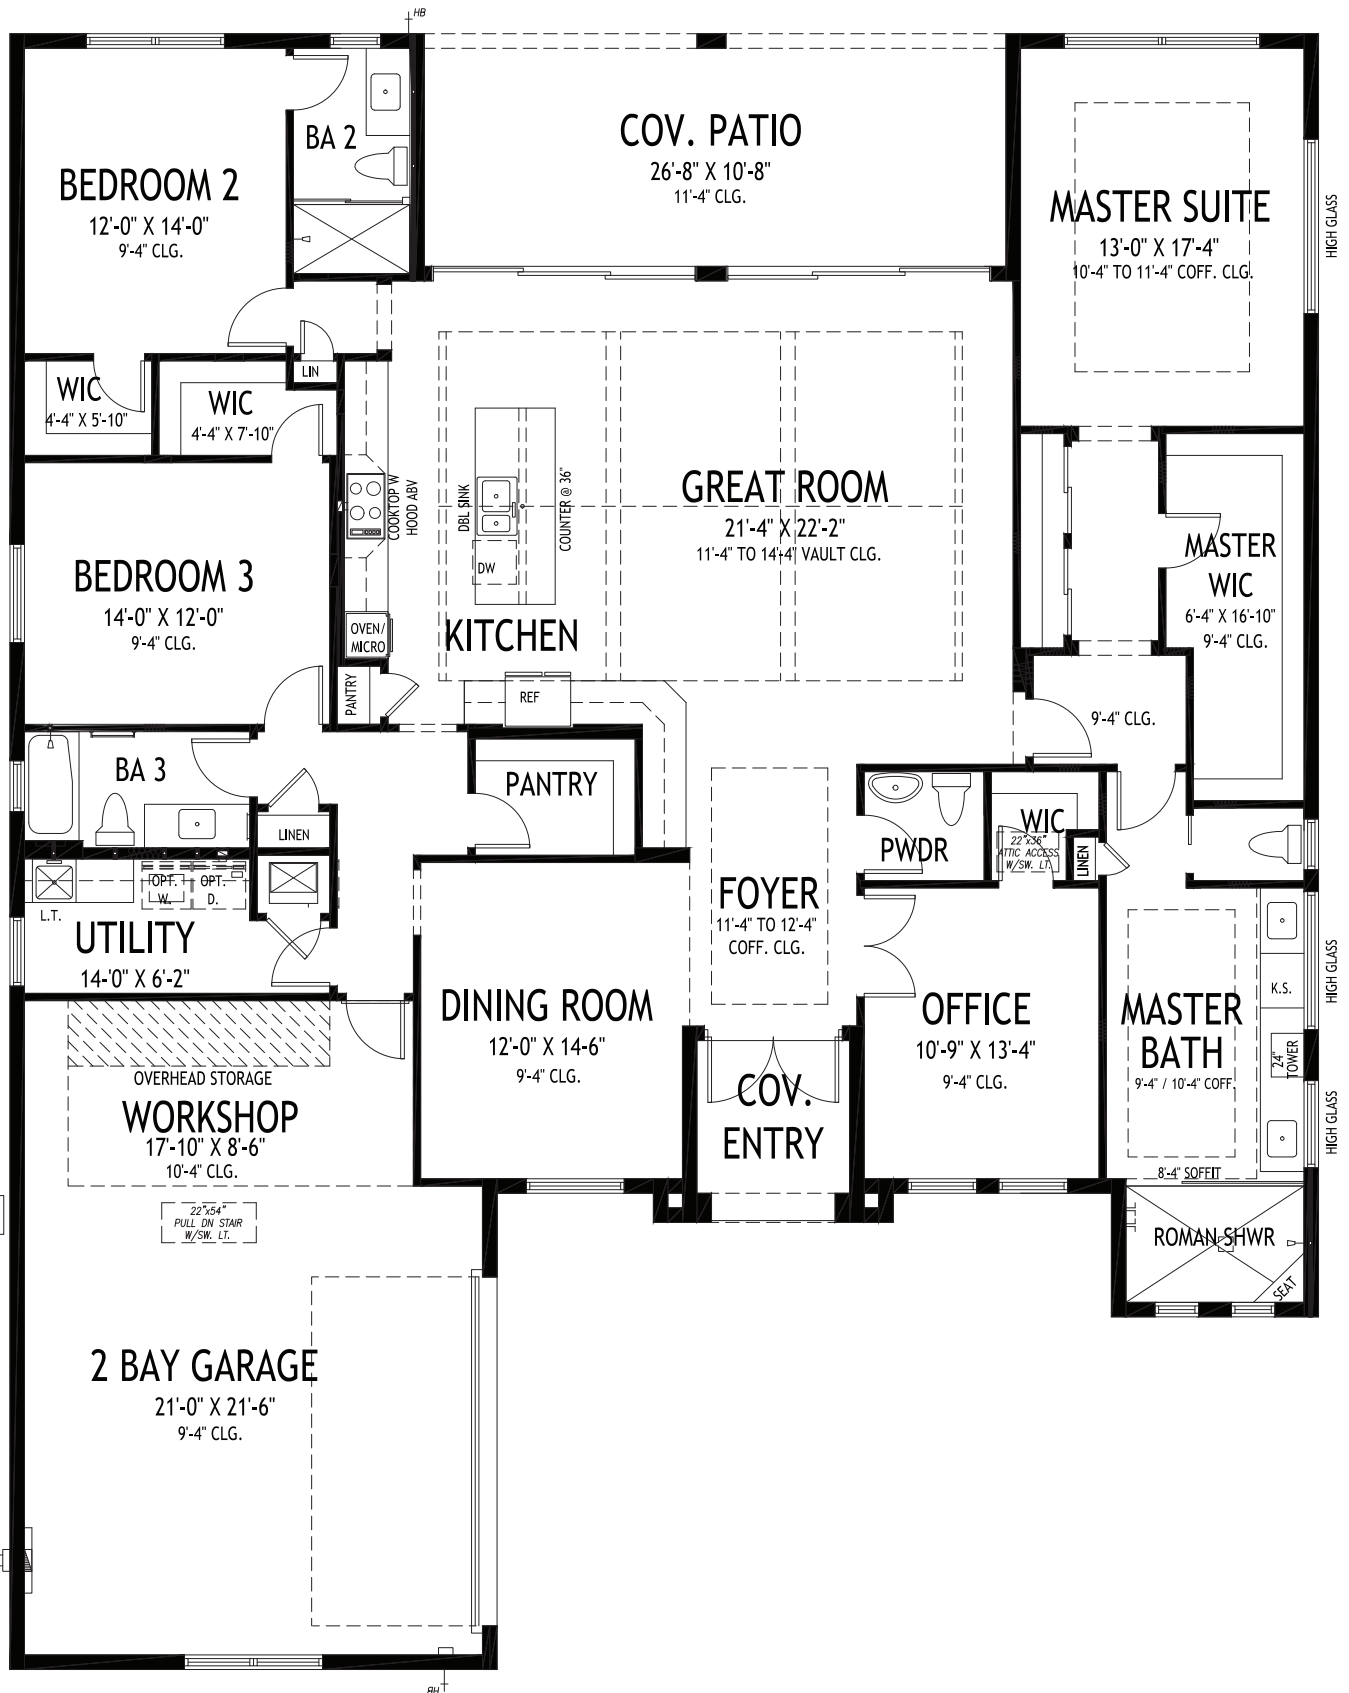 HB
BEDROOM 2
12'-0" X 14'-0"
9'-4" CLG.
BA 2
COV. PATIO
26'-8" X 10'-8"
11'-4" CLG.
MASTER SUITE
13'-0" X 17'-4"
10'-4" TO 11'-4" COFF. CLG.
HIGH GLASS
WIC
4'-4" X 5'-10"
WIC
4'-4" X 7'-10"
LIN
COOKTOP W
HOOD ABV
DBL SINK
COUNTER @ 36"
DW
GREAT ROOM
21'-4" X 22'-2"
11'-4" TO 14'-4" VAULT CLG.
MASTER
WIC
6'-4" X 16'-10"
9'-4" CLG.
BEDROOM 3
14'-0" X 12'-0"
9'-4" CLG.
OVEN/
MICRO
KITCHEN
PANTRY
REF
9'-4" CLG.
BA 3
LINEN
PANTRY
PWDR
WIC
22"x36"
ATTIC ACCESS
W/SW. LT.
LINEN
L.T.
OPT.
W.
OPT.
D.
UTILITY
14'-0" X 6'-2"
FOYER
11'-4" TO 12'-4"
COFF. CLG.
DINING ROOM
12'-0" X 14-6"
9'-4" CLG.
OFFICE
10'-9" X 13'-4"
9'-4" CLG.
MASTER
BATH
9'-4" / 10'-4" COFF.
K.S.
24"
TOWER
HIGH GLASS
HIGH GLASS
OVERHEAD STORAGE
WORKSHOP
17'-10" X 8'-6"
10'-4" CLG.
COV.
ENTRY
8'-4" SOFFIT
22"x54"
PULL DN STAIR
W/SW. LT.
ROMAN SHWR
SEAT
2 BAY GARAGE
21'-0" X 21'-6"
9'-4" CLG.
HB